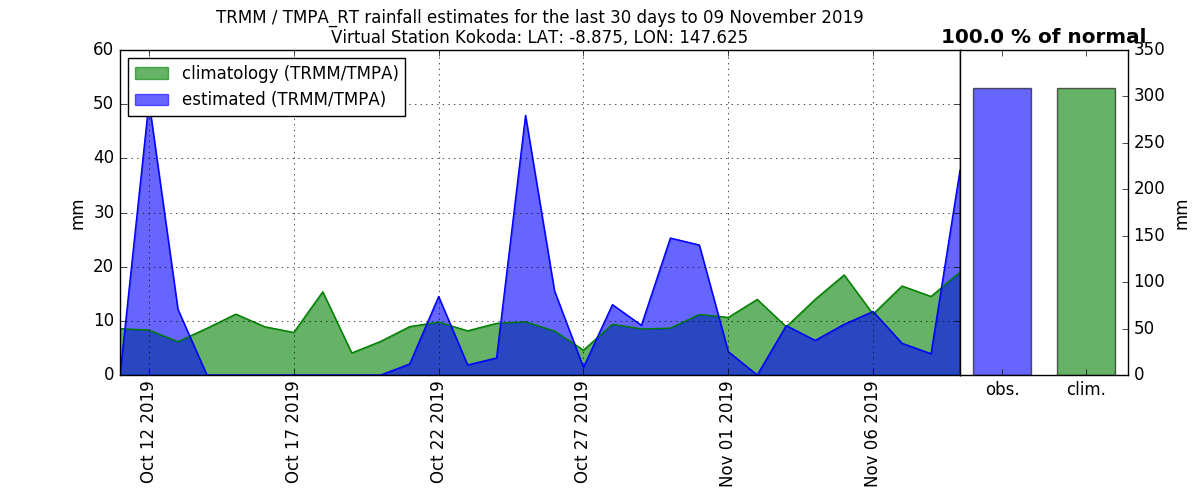 TRMM / TMPA_RT rainfall estimates for the last 30 days to 09 November 2019
Virtual Station Kokoda: LAT: -8.875, LON: 147.625
100.0 % of normal
climatology (TRMM/TMPA)
estimated (TRMM/TMPA)
60
50
40
30
20
10
0
mm
Oct 12 2019
Oct 17 2019
Oct 22 2019
Oct 27 2019
Nov 01 2019
Nov 06 2019
obs.
clim.
350
300
250
200
150
100
50
0
mm